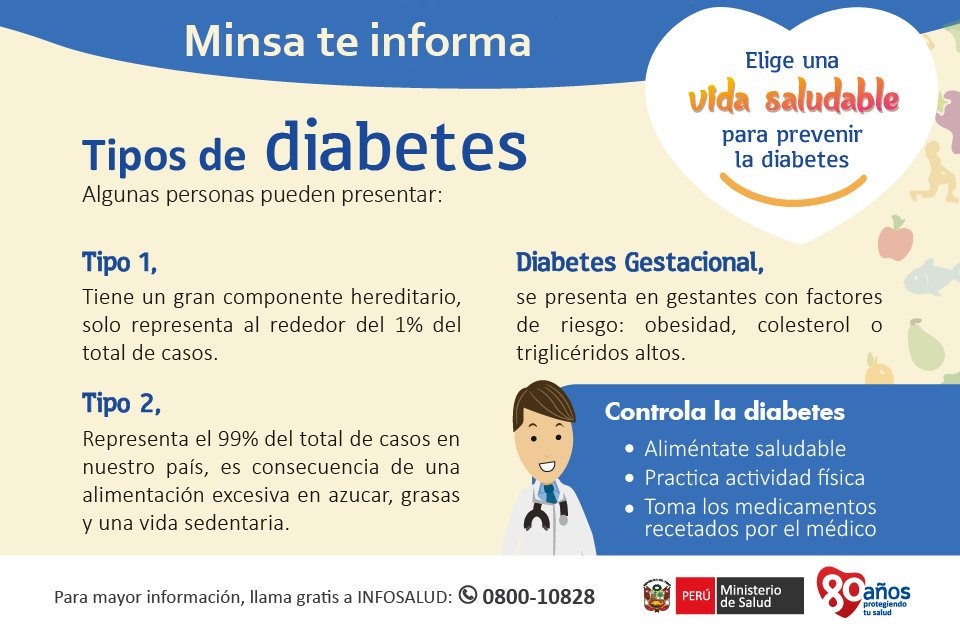 Minsa te informa
Elige una
vida saludable
para prevenir
la diabetes
Tipos de diabetes
Algunas personas pueden presentar:
Tipo 1,
Tiene un gran componente hereditario,
solo representa al rededor del 1% del
total de casos.
Tipo 2,
Representa el 99% del total de casos en
nuestro país, es consecuencia de una
alimentación excesiva en azucar, grasas
y una vida sedentaria.
Diabetes Gestacional,
se presenta en gestantes con factores
de riesgo: obesidad, colesterol o
triglicéridos altos.
Controla la diabetes
• Aliméntate saludable
• Practica actividad física
• Toma los medicamentos
recetados por el médico
Para mayor información, llama gratis a INFOSALUD: 0800-10828
PERÚ
Ministerio
de Salud
80 años
protegiendo
tu salud